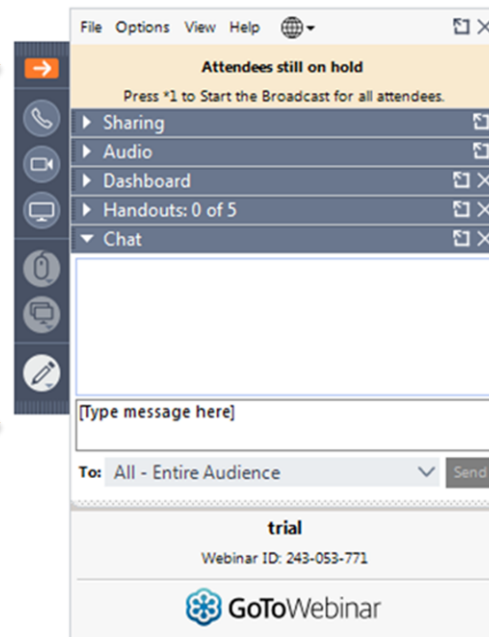 File Options View Help
Attendees still on hold
Press *1 to Start the Broadcast for all attendees.
Sharing
Audio
Dashboard
Handouts: 0 of 5
Chat
[Type message here]
To: All - Entire Audience Send
trial
Webinar ID: 243-053-771
GoToWebinar